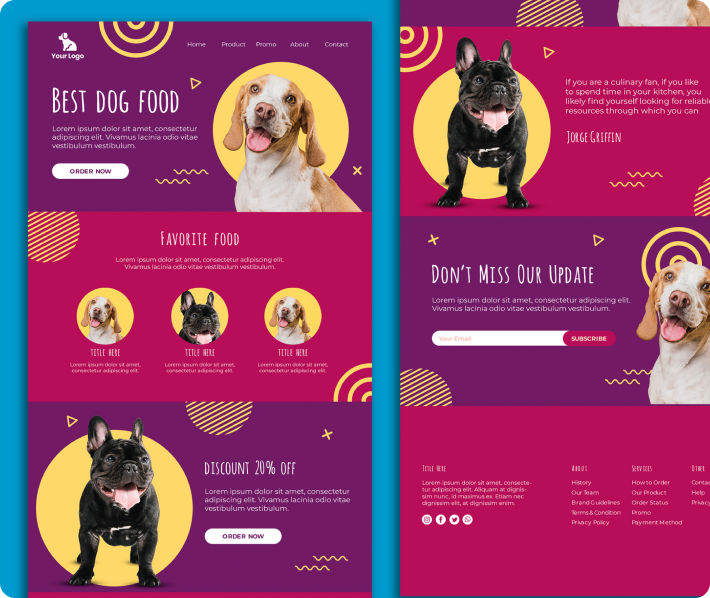 Your Logo
Home Product Promo About Contact
Best dog food
Lorem ipsum dolor sit amet, consectetur
adipiscing elit. Vivamus lacinia odio vitae
vestibulum vestibulum.
ORDER NOW
Favorite food
Lorem ipsum dolor sit amet, consectetur adipiscing elit.
Vivamus lacinia odio vitae vestibulum vestibulum.
TITLE HERE
Lorem ipsum dolor sit amet,
consectetur adipiscing elit.
TITLE HERE
Lorem ipsum dolor sit amet,
consectetur adipiscing elit.
TITLE HERE
Lorem ipsum dolor sit amet,
consectetur adipiscing elit.
DISCOUNT 20% OFF
Lorem ipsum dolor sit amet, consectetur
adipiscing elit. Vivamus lacinia odio vitae
vestibulum vestibulum.
ORDER NOW
If you are a culinary fan, if you like
to spend time in your kitchen, you
likely find yourself looking for reliabl
resources through which you can
Jorge Griffin
Don't Miss Our Update
Lorem ipsum dolor sit amet, consectetur adipiscing elit.
Vivamus lacinia odio vitae vestibulum vestibulum.
Your Email
SUBSCRIBE
Title Here
Lorem ipsum dolor sit amet, consecte-
tur adipiscing elit. Aliquam at dignis-
sim nunc, id maximus ex. Etiam nec
dignissim elit, at dignissim enim.
About
History
Our Team
Brand Guidelines
Terms & Condition
Privacy Policy
Services
How to Order
Our Product
Order Status
Promo
Payment Method
Other
Contac
Help
Privacy